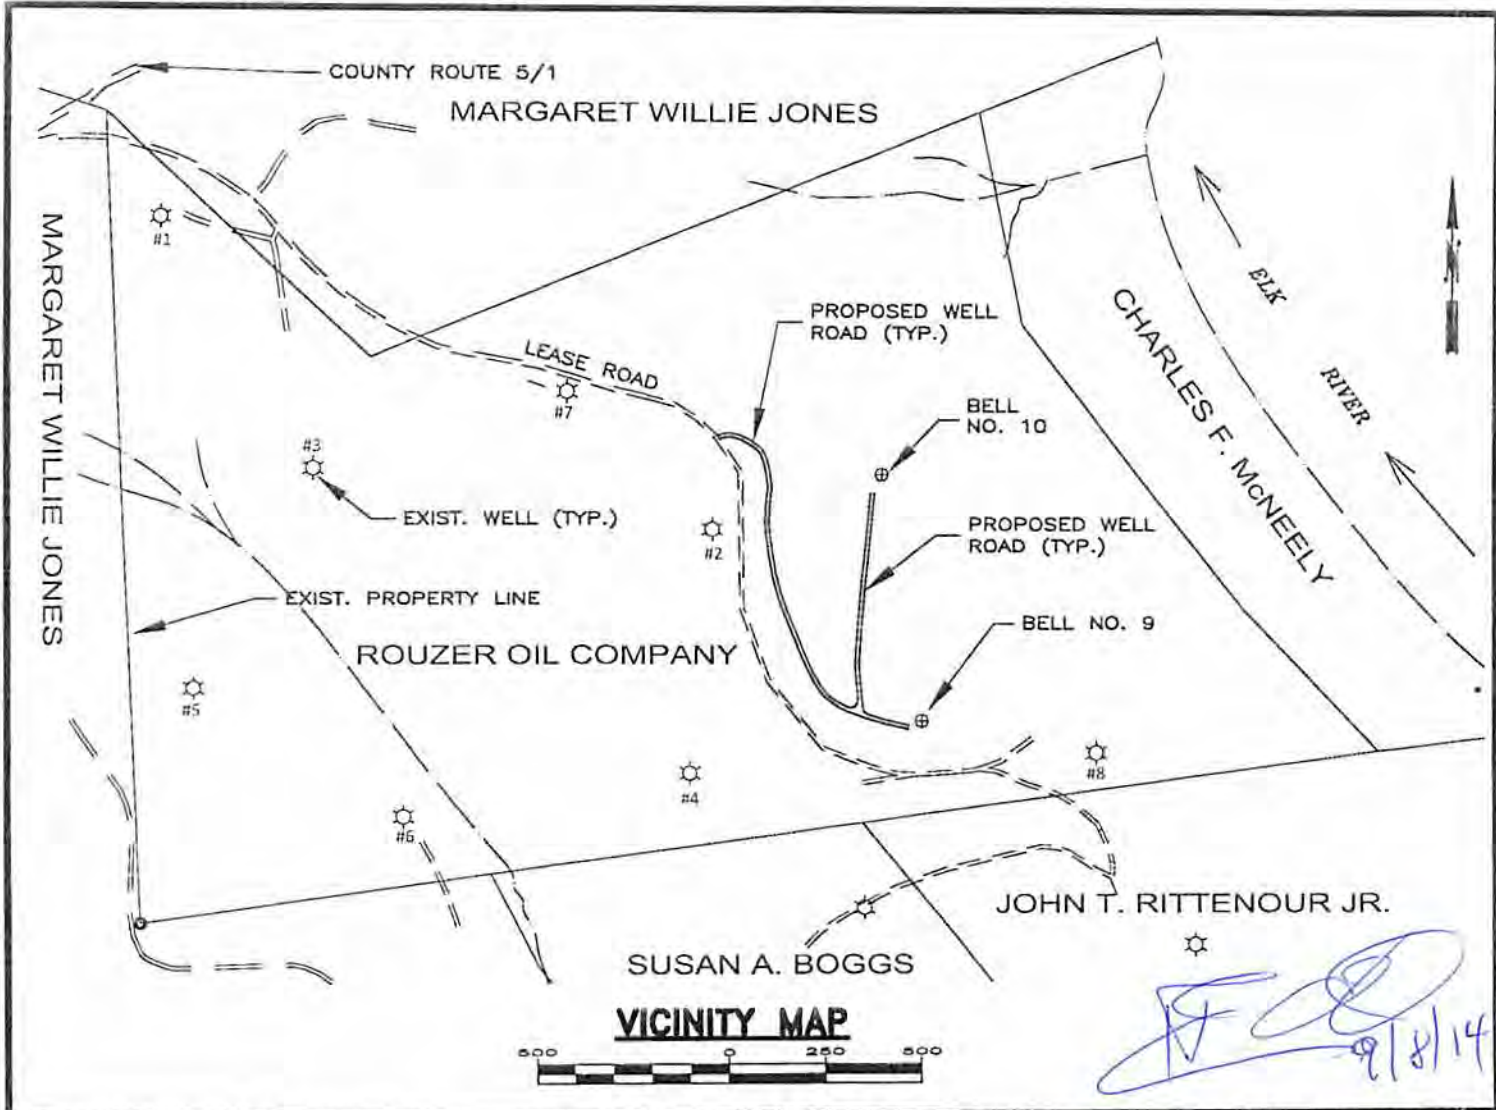 COUNTY ROUTE 5/1
MARGARET WILLIE JONES
#1
MARGARET WILLIE JONES
PROPOSED WELL
ROAD (TYP.)
ELK
RIVER
CHARLES F. McNEELY
LEASE ROAD
#7
BELL
NO. 10
#3
EXIST. WELL (TYP.)
#2
PROPOSED WELL
ROAD (TYP.)
EXIST. PROPERTY LINE
BELL NO. 9
ROUZER OIL COMPANY
#5
#4
#8
#6
JOHN T. RITTENOUR JR.
SUSAN A. BOGGS
VICINITY MAP
500 0 250 500
9/8/14